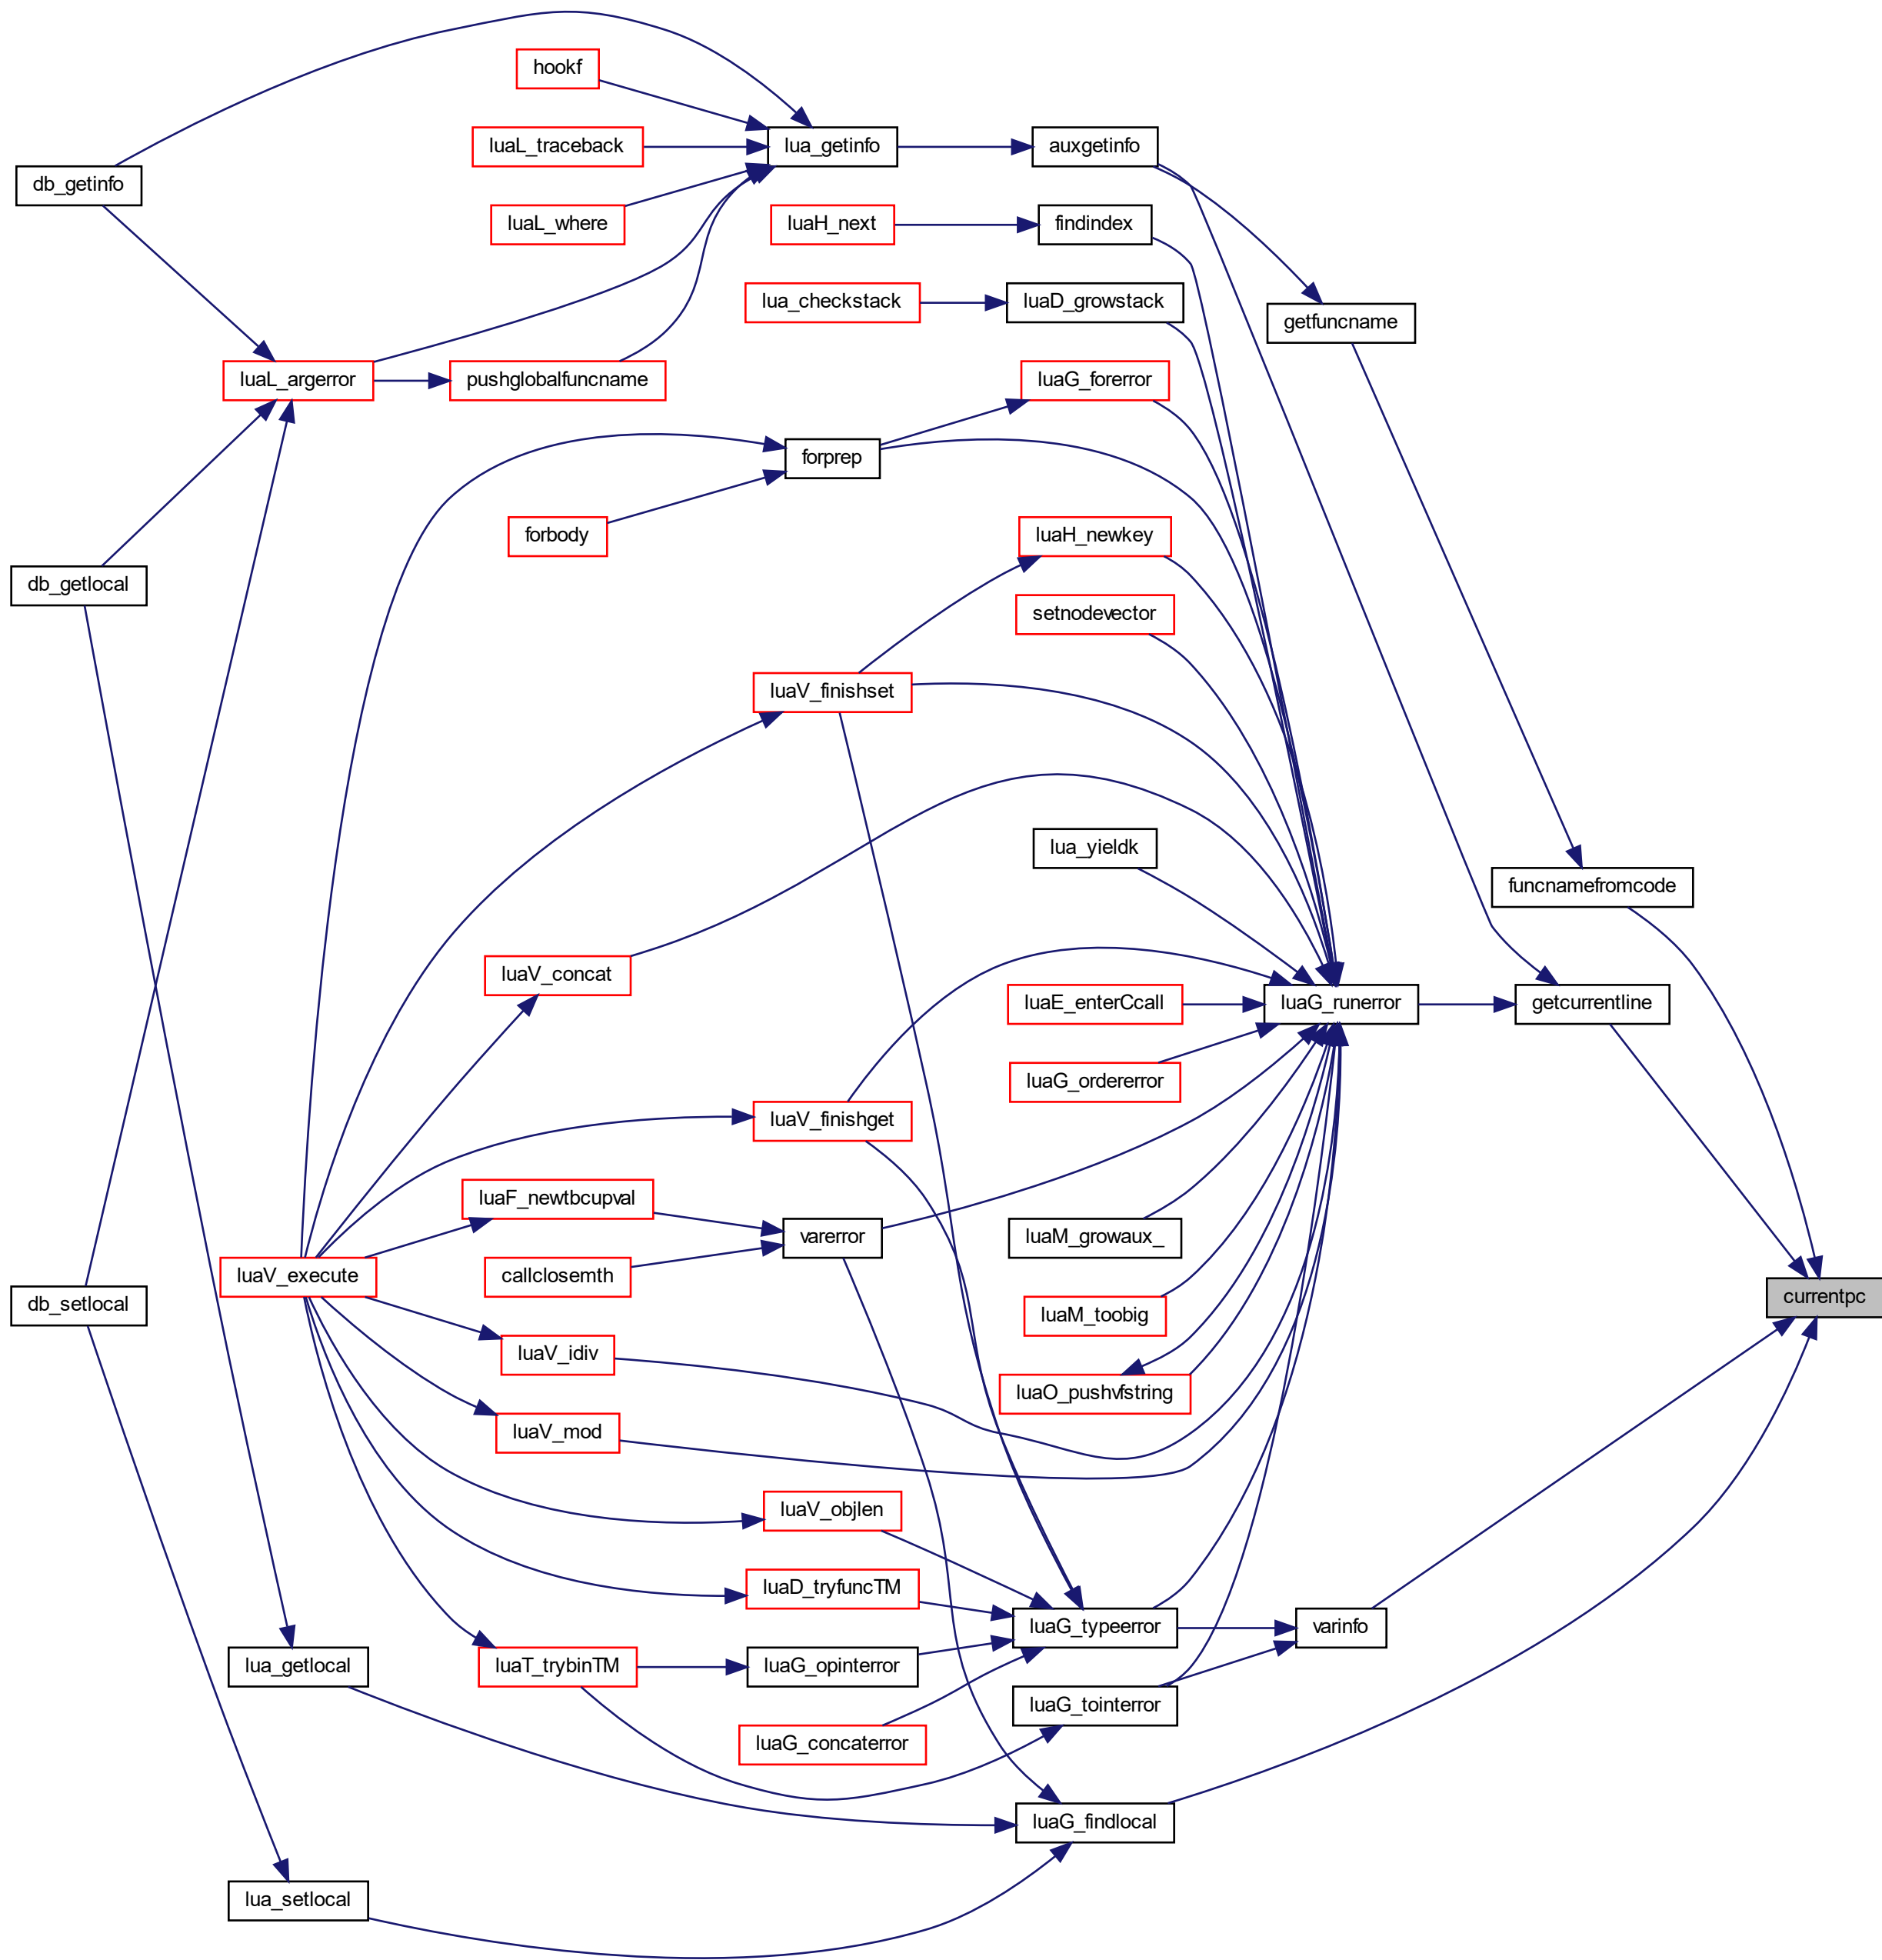 hookf
luaL_traceback
lua_getinfo
auxgetinfo
db_getinfo
luaL_where
luaH_next
findindex
lua_checkstack
luaD_growstack
getfuncname
luaL_argerror
pushglobalfuncname
luaG_forerror
forprep
forbody
luaH_newkey
db_getlocal
setnodevector
luaV_finishset
lua_yieldk
funcnamefromcode
luaV_concat
luaE_enterCcall
luaG_runerror
getcurrentline
luaG_ordererror
luaV_finishget
luaF_newtbcupval
varerror
luaM_growaux_
luaV_execute
callclosemth
currentpc
db_setlocal
luaM_toobig
luaV_idiv
luaO_pushvfstring
luaV_mod
luaV_objlen
luaD_tryfuncTM
luaG_typeerror
varinfo
lua_getlocal
luaT_trybinTM
luaG_opinterror
luaG_tointerror
luaG_concaterror
luaG_findlocal
lua_setlocal